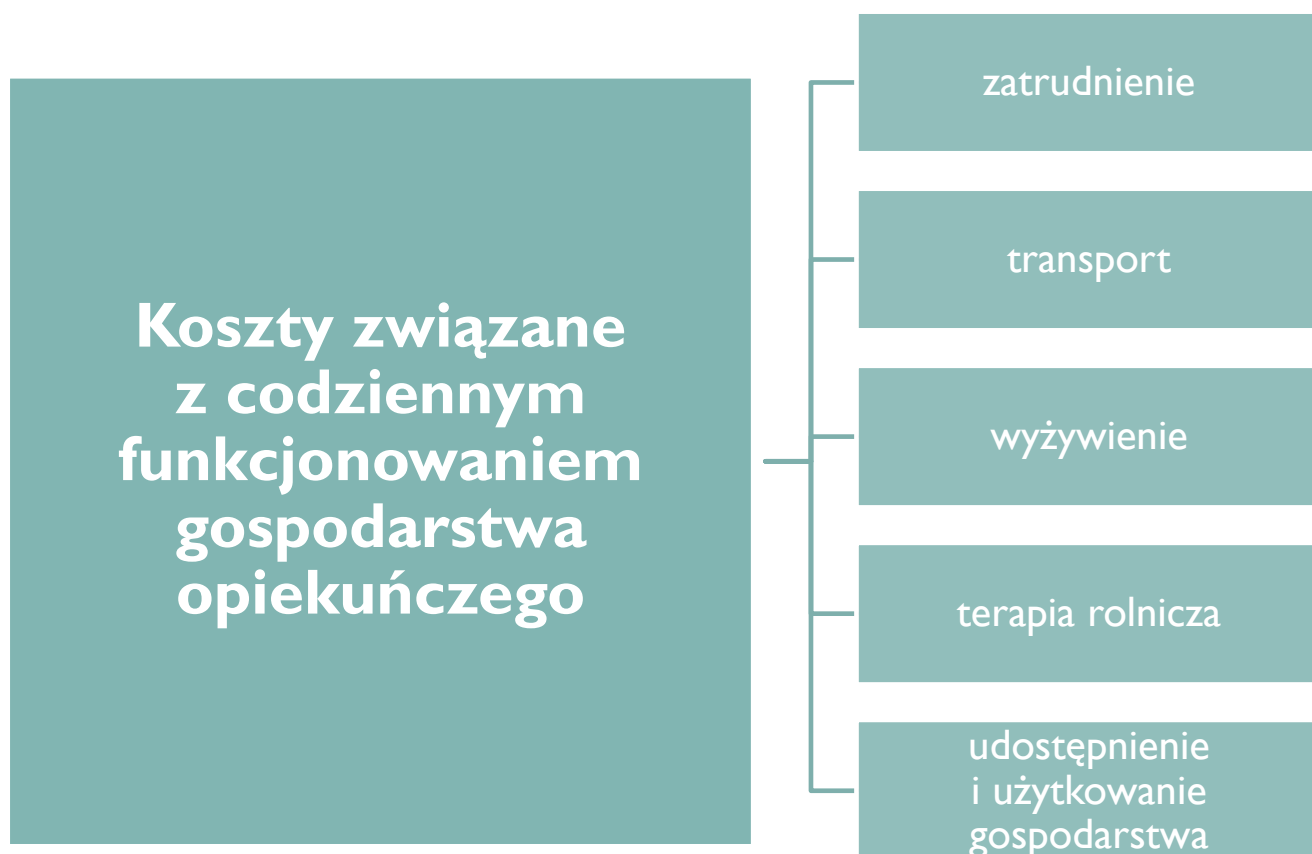 Koszty związane
z codziennym
funkcjonowaniem
gospodarstwa
opiekuńczego
zatrudnienie
transport
wyżywienie
terapia rolnicza
udostępnienie
i użytkowanie
gospodarstwa